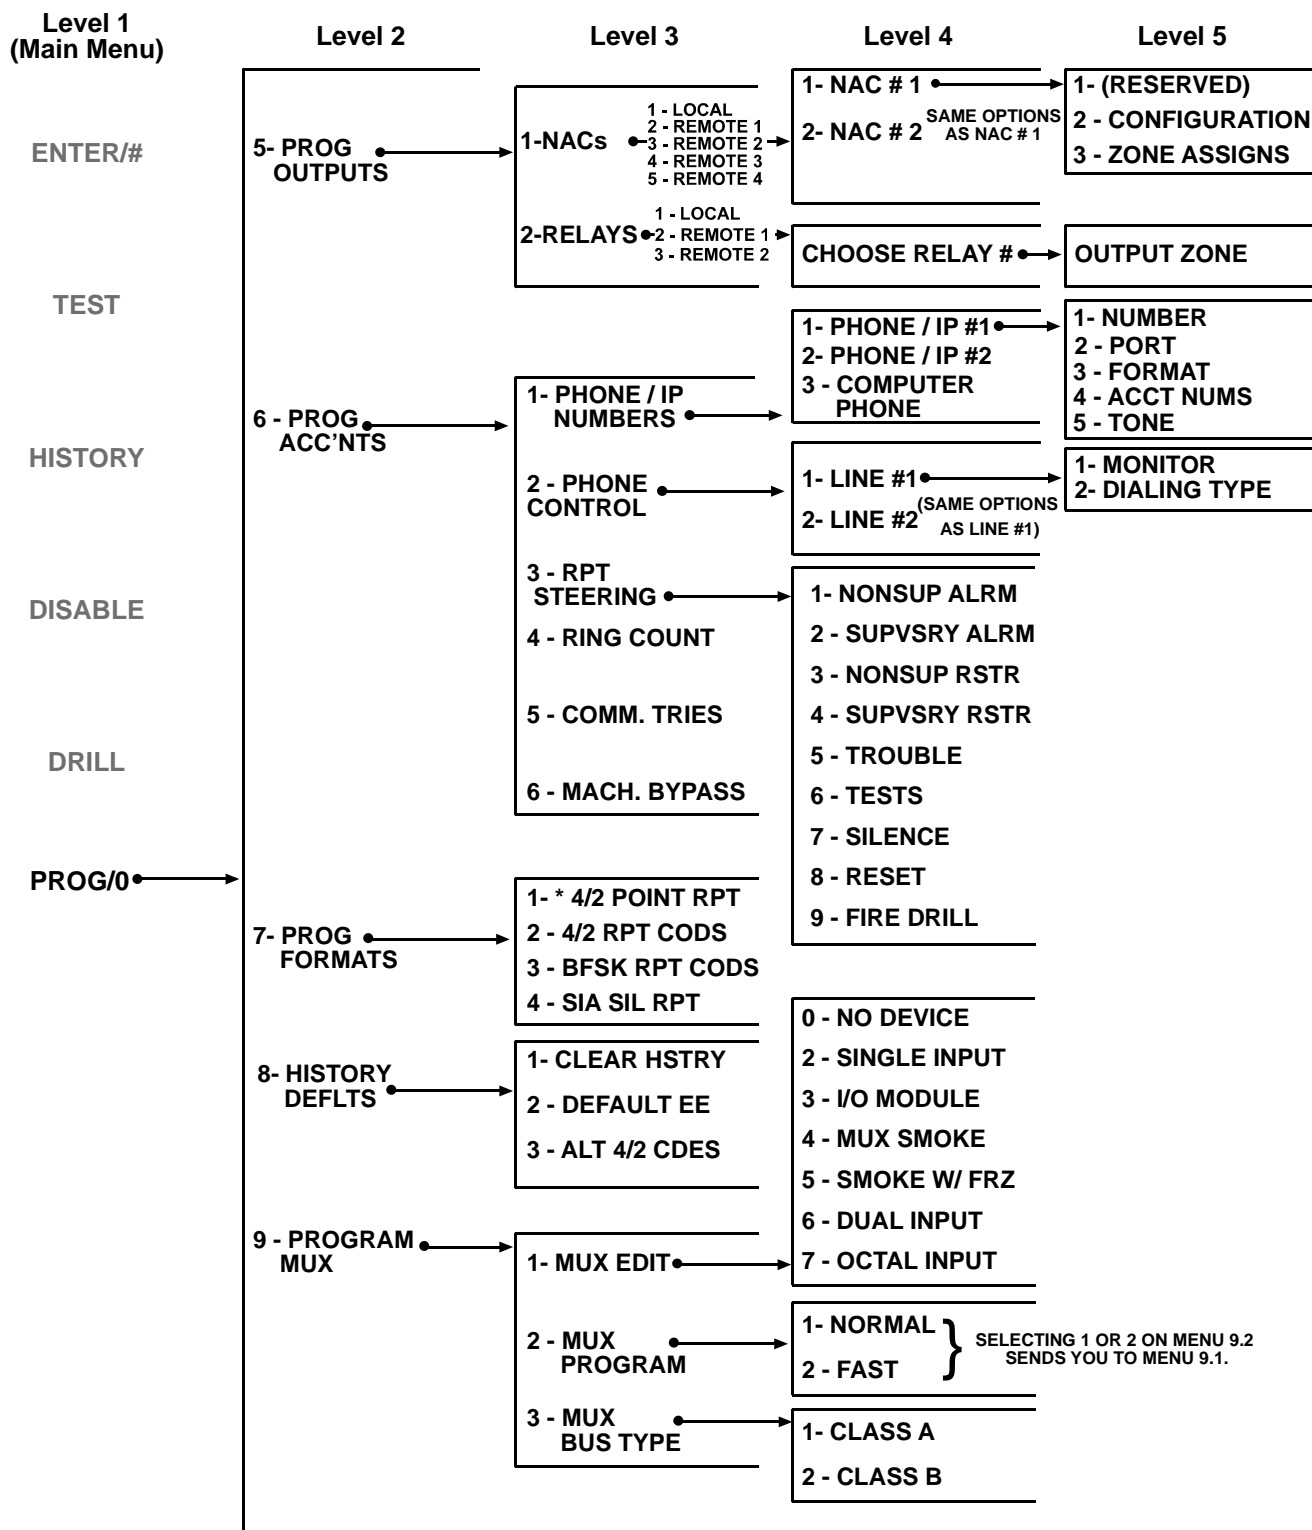 Level 1
(Main Menu)
Level 2
Level 3
Level 4
Level 5
ENTER/#
TEST
HISTORY
DISABLE
DRILL
PROG/0
5- PROG
OUTPUTS
1-NACs
1 - LOCAL
2 - REMOTE 1
3 - REMOTE 2
4 - REMOTE 3
5 - REMOTE 4
1- NAC # 1
2- NAC # 2
SAME OPTIONS
AS NAC # 1
1- (RESERVED)
2 - CONFIGURATION
3 - ZONE ASSIGNS
2-RELAYS
1 - LOCAL
2 - REMOTE 1
3 - REMOTE 2
CHOOSE RELAY #
OUTPUT ZONE
6 - PROG
ACC'NTS
1- PHONE / IP
NUMBERS
1- PHONE / IP #1
2- PHONE / IP #2
3 - COMPUTER
PHONE
1- NUMBER
2 - PORT
3 - FORMAT
4 - ACCT NUMS
5 - TONE
2 - PHONE
CONTROL
1- LINE #1
2- LINE #2
(SAME OPTIONS
AS LINE #1)
1- MONITOR
2- DIALING TYPE
3 - RPT
STEERING
4 - RING COUNT
5 - COMM. TRIES
6 - MACH. BYPASS
1- NONSUP ALRM
2 - SUPVSRY ALRM
3 - NONSUP RSTR
4 - SUPVSRY RSTR
5 - TROUBLE
6 - TESTS
7 - SILENCE
8 - RESET
9 - FIRE DRILL
7- PROG
FORMATS
1- * 4/2 POINT RPT
2 - 4/2 RPT CODS
3 - BFSK RPT CODS
4 - SIA SIL RPT
8- HISTORY
DEFLTS
1- CLEAR HSTRY
2 - DEFAULT EE
3 - ALT 4/2 CDES
9 - PROGRAM
MUX
1- MUX EDIT
0 - NO DEVICE
2 - SINGLE INPUT
3 - I/O MODULE
4 - MUX SMOKE
5 - SMOKE W/ FRZ
6 - DUAL INPUT
7 - OCTAL INPUT
2 - MUX
PROGRAM
1- NORMAL
2 - FAST
}
SELECTING 1 OR 2 ON MENU 9.2
SENDS YOU TO MENU 9.1.
3 - MUX
BUS TYPE
1- CLASS A
2 - CLASS B